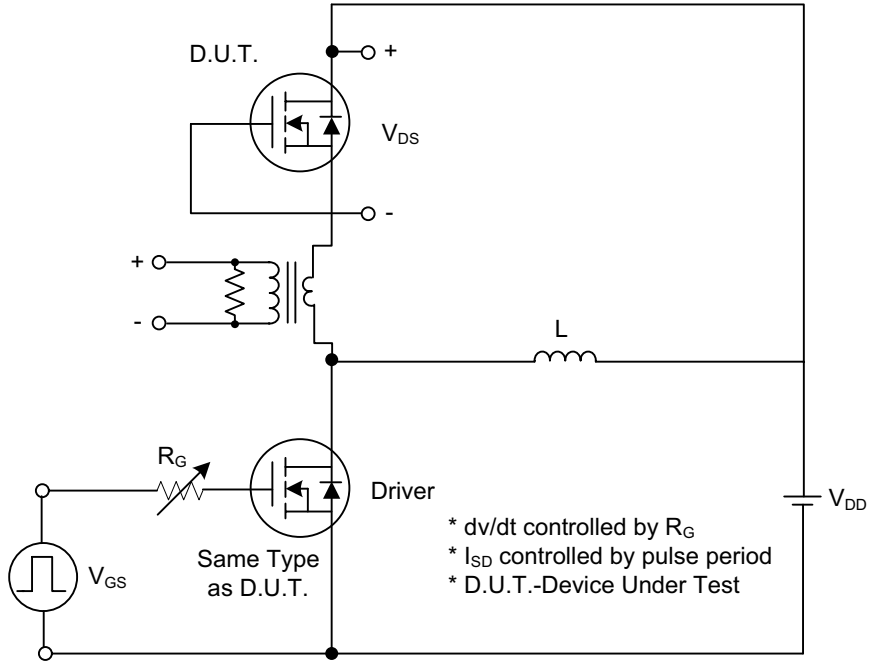 D.U.T.
+
V_DS
-
+
-
L
R_G
Driver
V_DD
* dv/dt controlled by R_G
* I_SD controlled by pulse period
* D.U.T.-Device Under Test
V_GS
Same Type
as D.U.T.